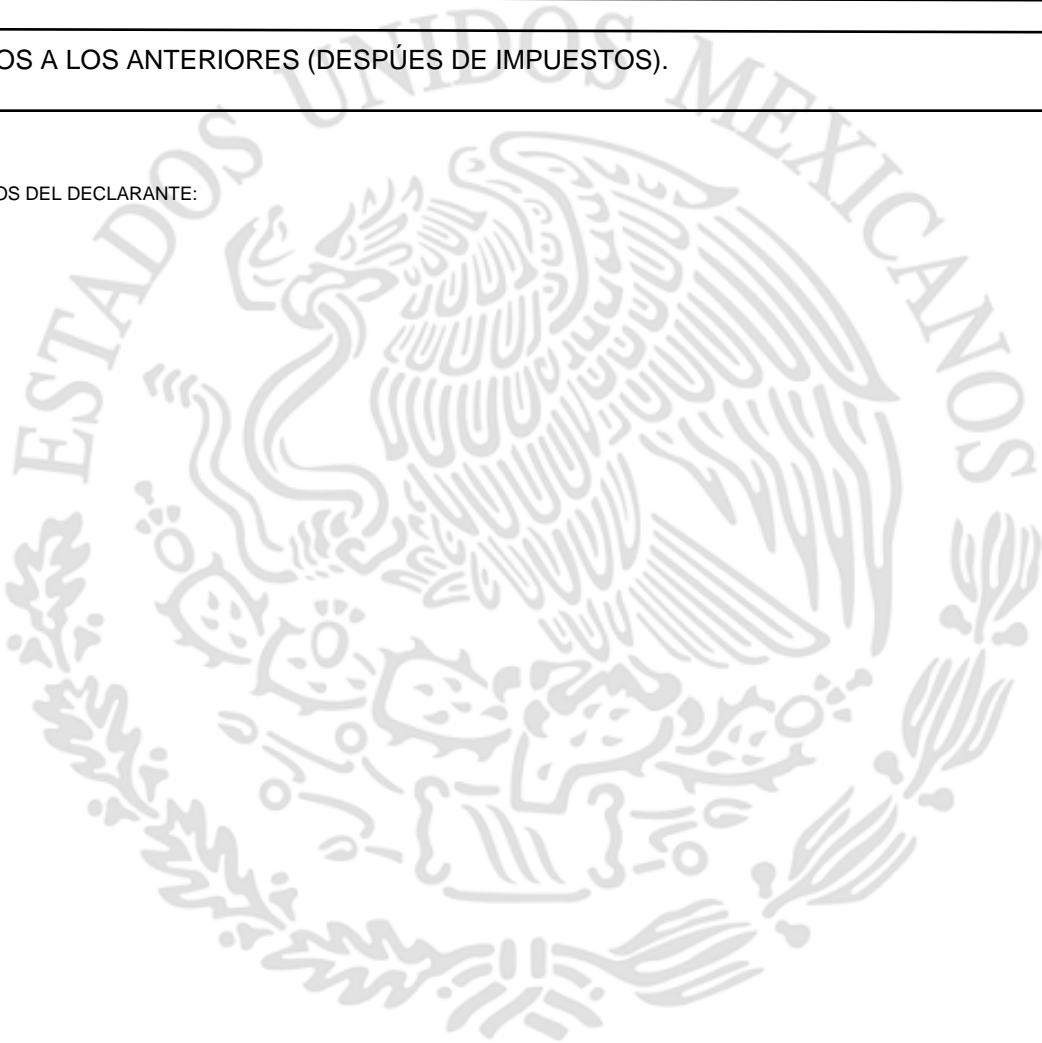 OS A LOS ANTERIORES (DESPÚES DE IMPUESTOS).
OS DEL DECLARANTE:
ESTADOS UNIDOS MEXICANOS